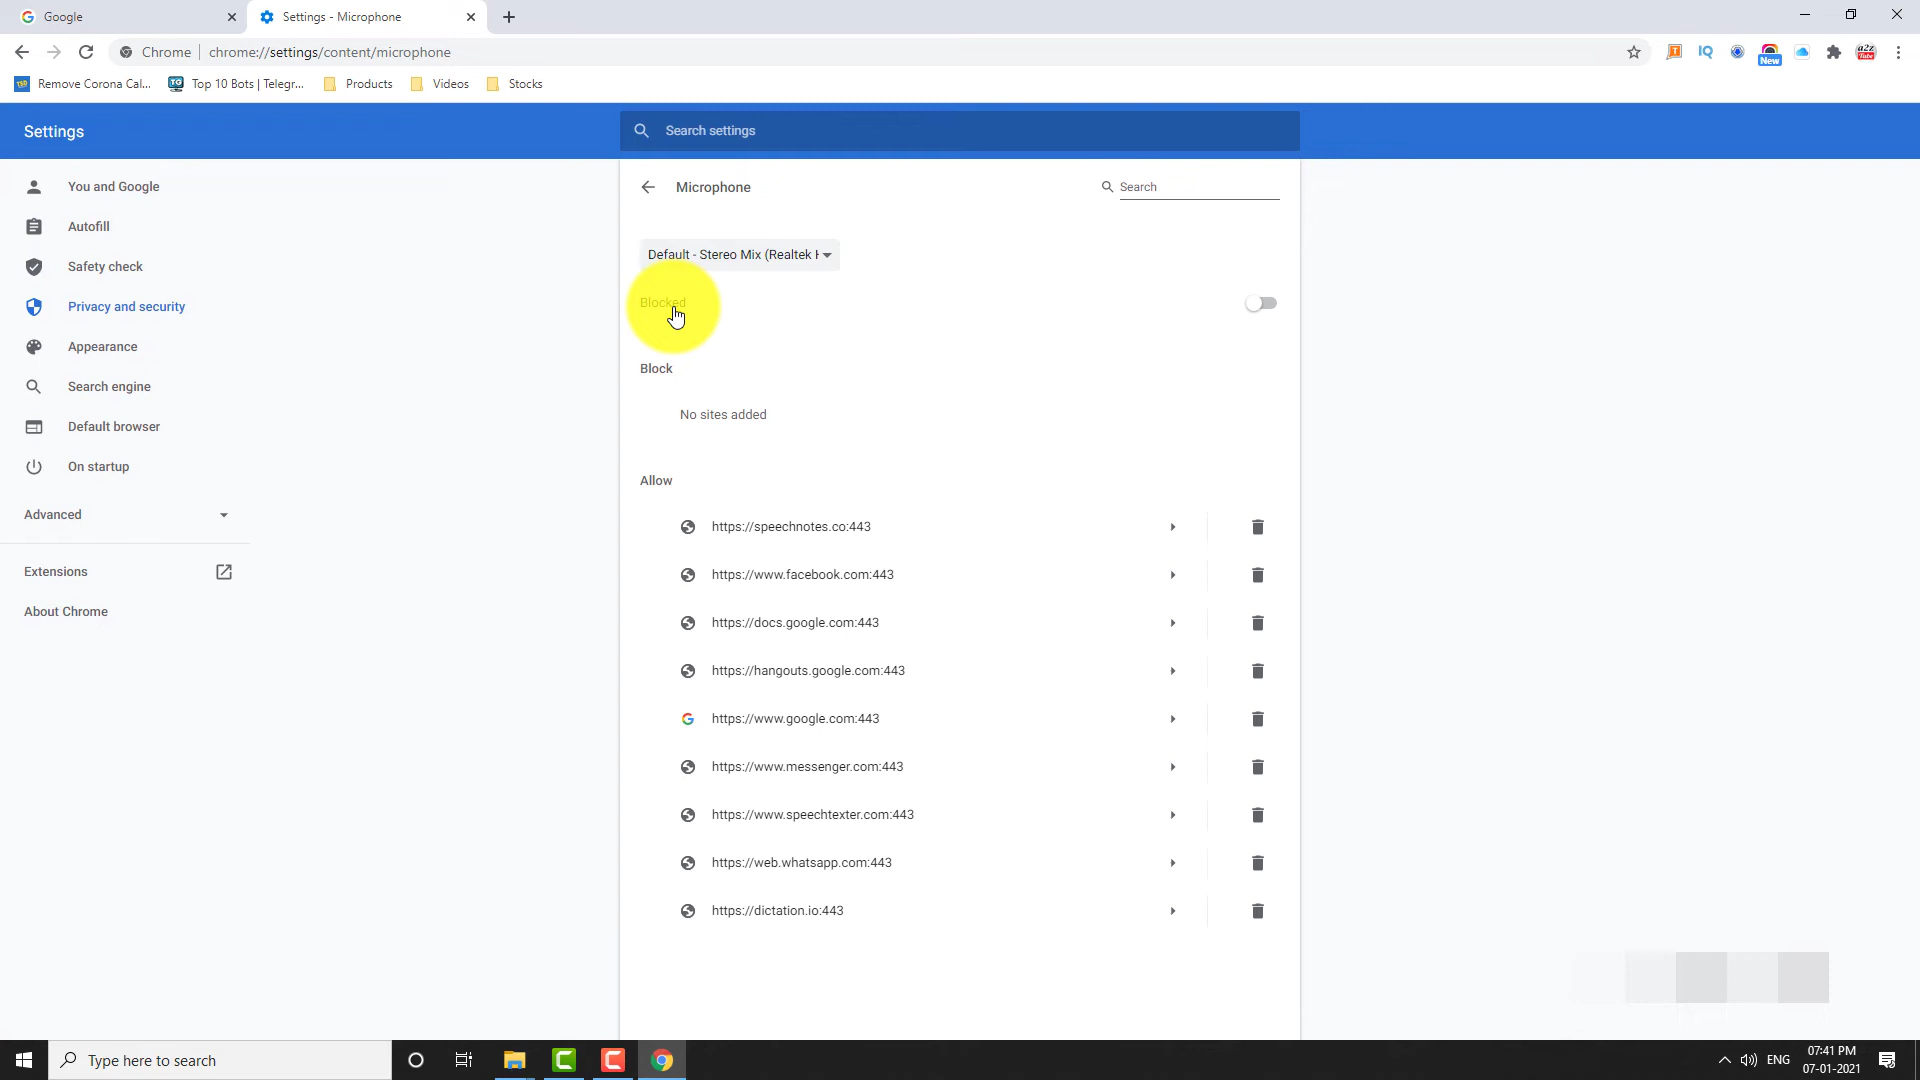 Google
Settings - Microphone
Chrome
chrome://settings/content/microphone
New
a2z
Tube
Remove Corona Cal...
TG
Top 10 Bots | Telegr...
Products
Videos
Stocks
Settings
Search settings
You and Google
Autofill
Safety check
Privacy and security
Appearance
Search engine
Default browser
On startup
Advanced
Extensions
About Chrome
Microphone
Search
Default - Stereo Mix (Realtek H
Blocked
Block
No sites added
Allow
https://speechnotes.co:443
https://www.facebook.com:443
https://docs.google.com:443
https://hangouts.google.com:443
https://www.google.com:443
https://www.messenger.com:443
https://www.speechtexter.com:443
https://web.whatsapp.com:443
https://dictation.io:443
Type here to search
ENG
07:41 PM
07-01-2021